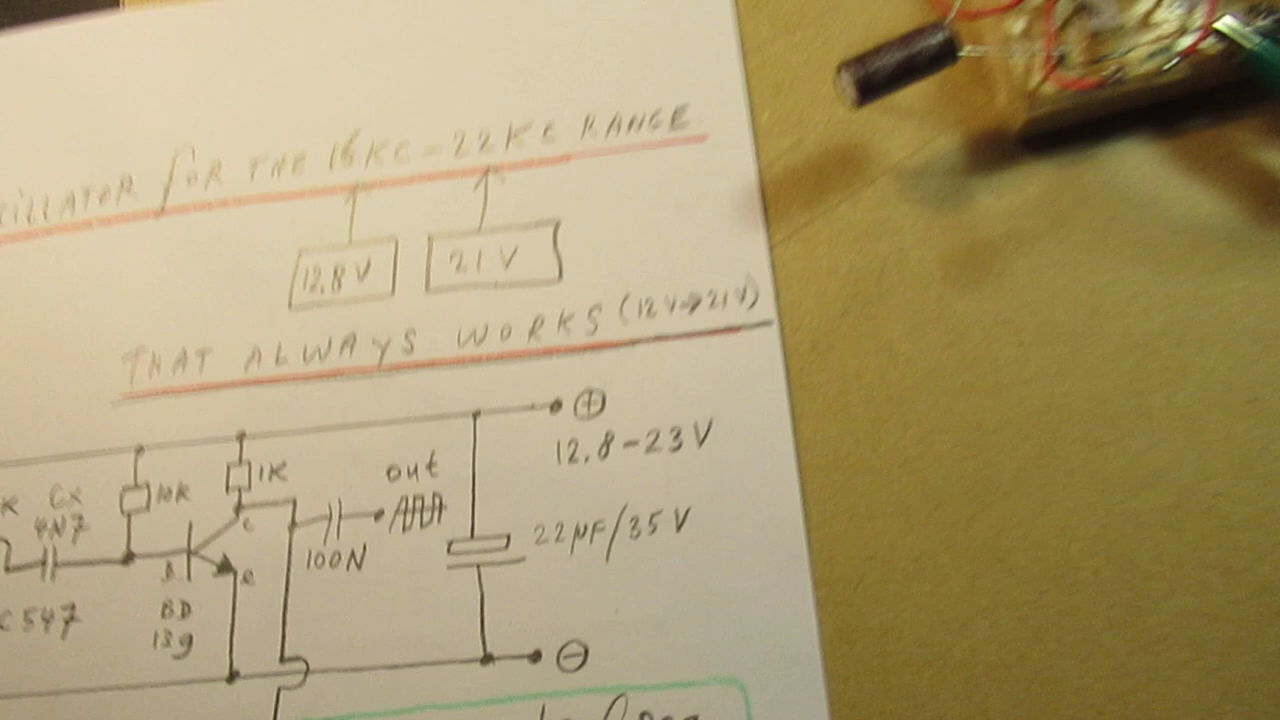 CILLATOR FOR THE 16KC-22KC RANGE
12.8V 21V
THAT ALWAYS WORKS (12V→21V)
+
12.8-23V
1K out
K Cx 10K
4N7
22µF/35V
100N
c
B e
C547 BD
139
-